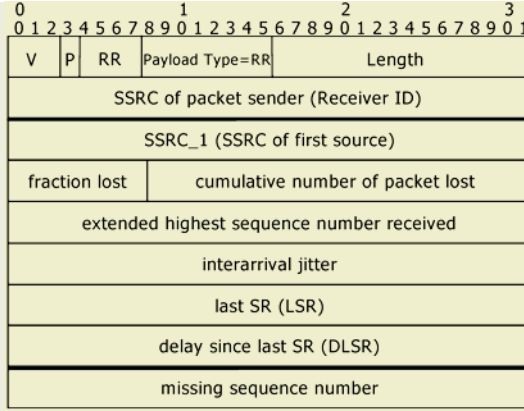 0 1 2 3
0 1 2 3 4 5 6 7 8 9 0 1 2 3 4 5 6 7 8 9 0 1 2 3 4 5 6 7 8 9 0 1
V P RR Payload Type=RR Length
SSRC of packet sender (Receiver ID)
SSRC_1 (SSRC of first source)
fraction lost cumulative number of packet lost
extended highest sequence number received
interarrival jitter
last SR (LSR)
delay since last SR (DLSR)
missing sequence number